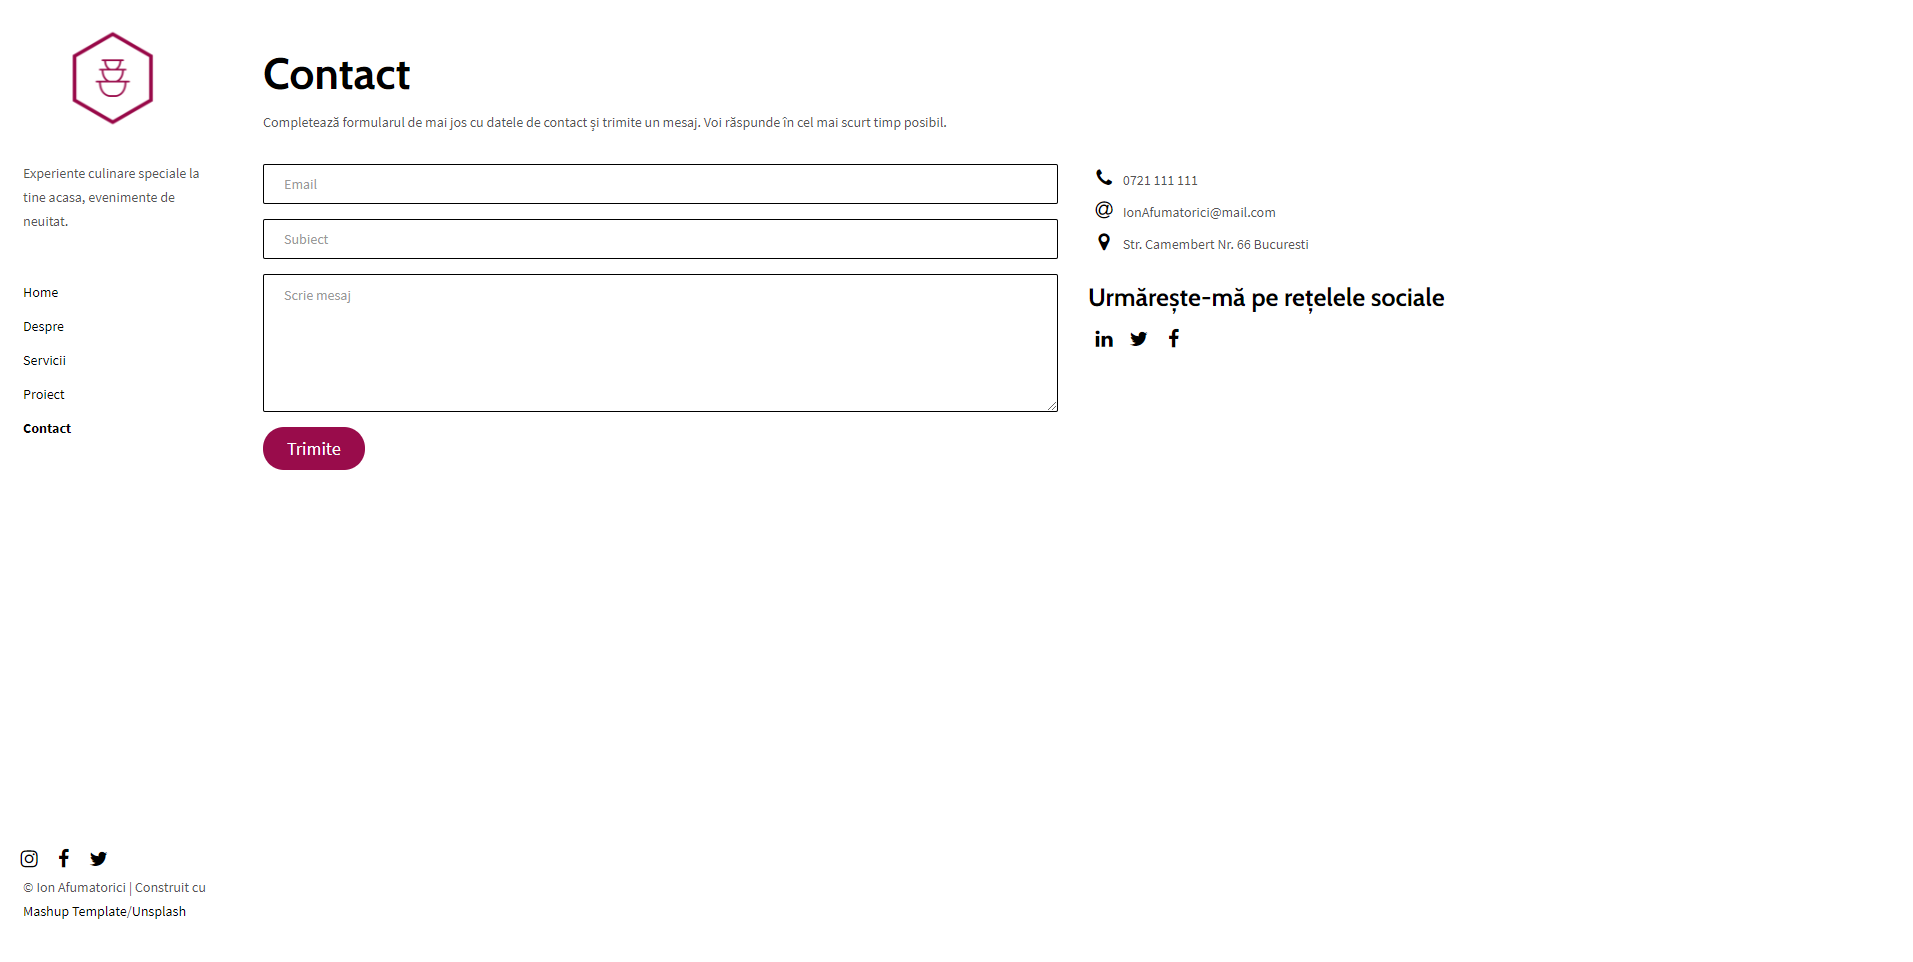 Experiente culinare speciale la
tine acasa, evenimente de
neuitat.
Home
Despre
Servicii
Proiect
Contact
© Ion Afumatorici | Construit cu
Mashup Template/Unsplash
Contact
Completează formularul de mai jos cu datele de contact și trimite un mesaj. Voi răspunde în cel mai scurt timp posibil.
Email
Subiect
Scrie mesaj
Trimite
0721 111 111
IonAfumatorici@mail.com
Str. Camembert Nr. 66 Bucuresti
Urmărește-mă pe rețelele sociale